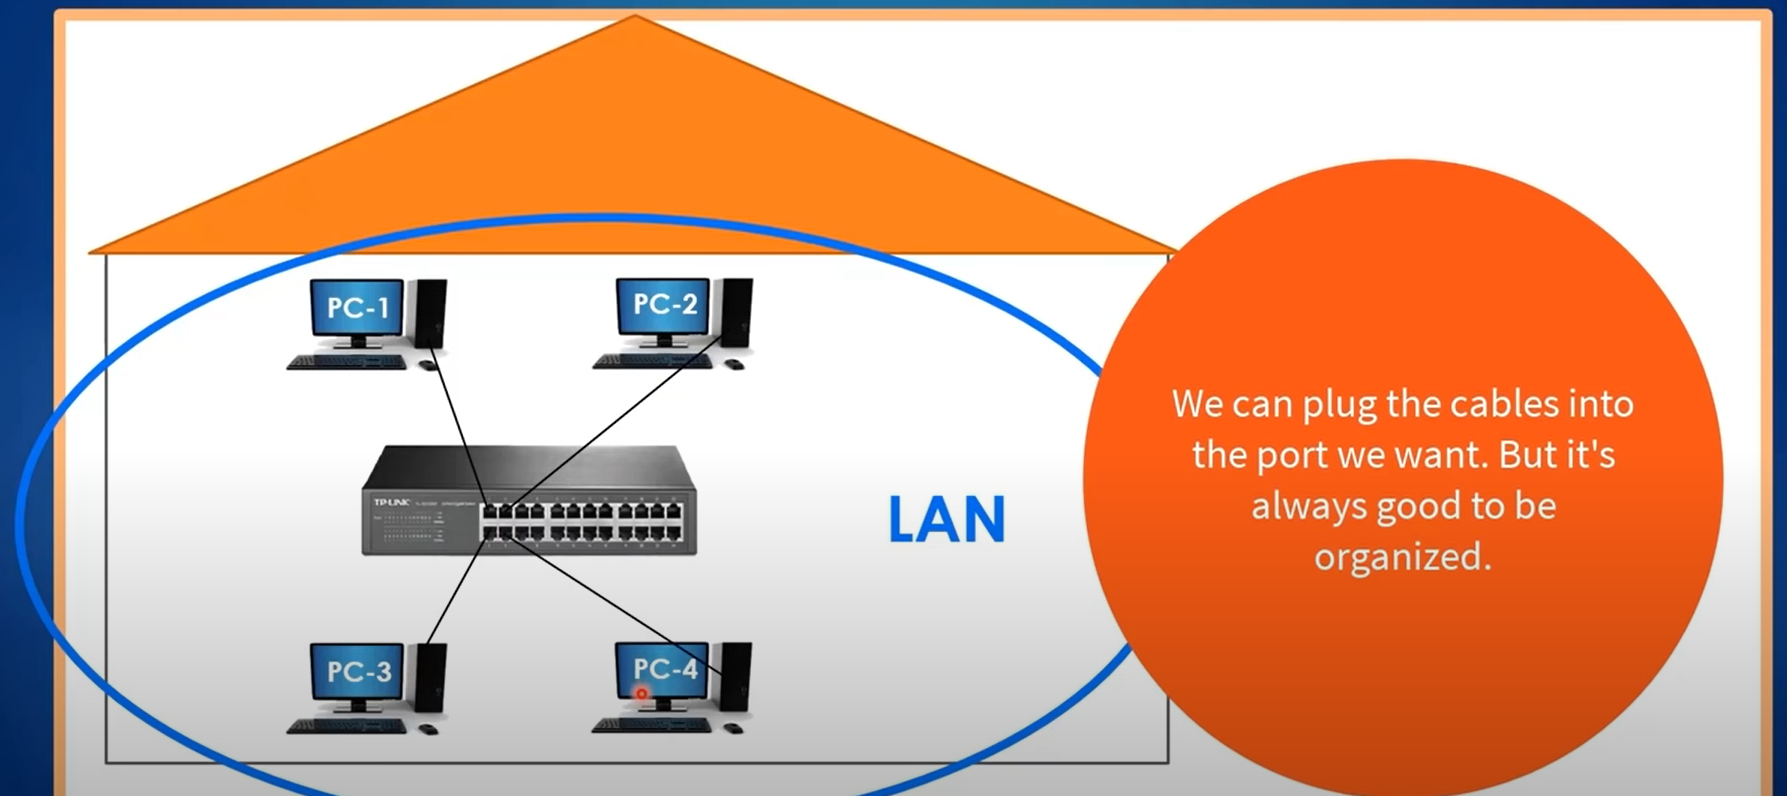 PC-1
PC-2
TP-LINK
LAN
PC-3
PC-4
We can plug the cables into
the port we want. But it's
always good to be
organized.